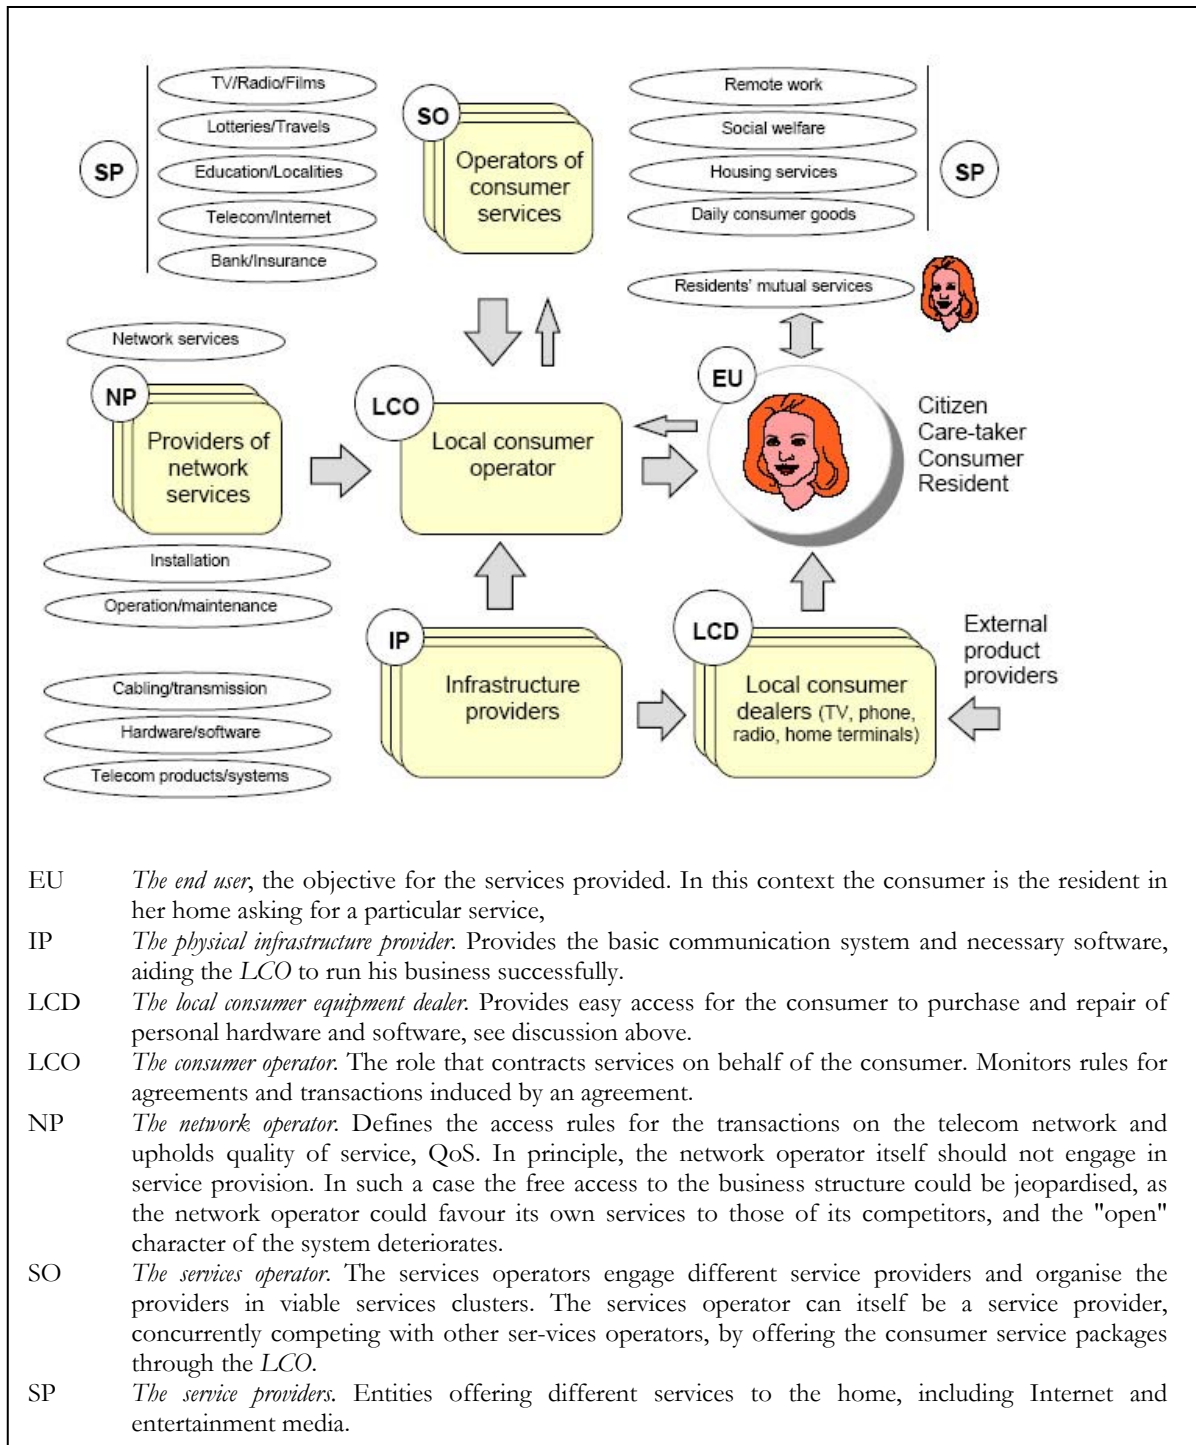 TV/Radio/Films
Lotteries/Travels
SP
Education/Localities
Telecom/Internet
Bank/Insurance
SO
Operators of
consumer
services
Remote work
Social welfare
Housing services
SP
Daily consumer goods
Residents' mutual services
Network services
NP
Providers of
network
services
LCO
Local consumer
operator
EU
Citizen
Care-taker
Consumer
Resident
Installation
Operation/maintenance
Cabling/transmission
Hardware/software
Telecom products/systems
IP
Infrastructure
providers
LCD
Local consumer
dealers (TV, phone,
radio, home terminals)
External
product
providers
EU The end user, the objective for the services provided. In this context the consumer is the resident in
her home asking for a particular service,
IP The physical infrastructure provider. Provides the basic communication system and necessary software,
aiding the LCO to run his business successfully.
LCD The local consumer equipment dealer. Provides easy access for the consumer to purchase and repair of
personal hardware and software, see discussion above.
LCO The consumer operator. The role that contracts services on behalf of the consumer. Monitors rules for
agreements and transactions induced by an agreement.
NP The network operator. Defines the access rules for the transactions on the telecom network and
upholds quality of service, QoS. In principle, the network operator itself should not engage in
service provision. In such a case the free access to the business structure could be jeopardised, as
the network operator could favour its own services to those of its competitors, and the "open"
character of the system deteriorates.
SO The services operator. The services operators engage different service providers and organise the
providers in viable services clusters. The services operator can itself be a service provider,
concurrently competing with other ser-vices operators, by offering the consumer service packages
through the LCO.
SP The service providers. Entities offering different services to the home, including Internet and
entertainment media.